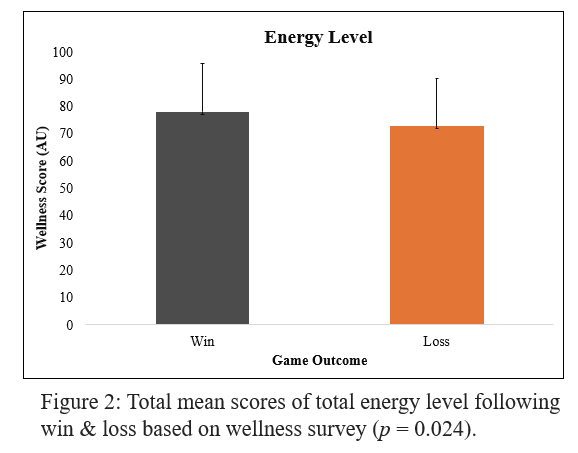 Energy Level
100
90
80
70
60
50
40
30
20
10
0
Wellness Score (AU)
Win
Loss
Game Outcome
Figure 2: Total mean scores of total energy level following
win & loss based on wellness survey (p = 0.024).